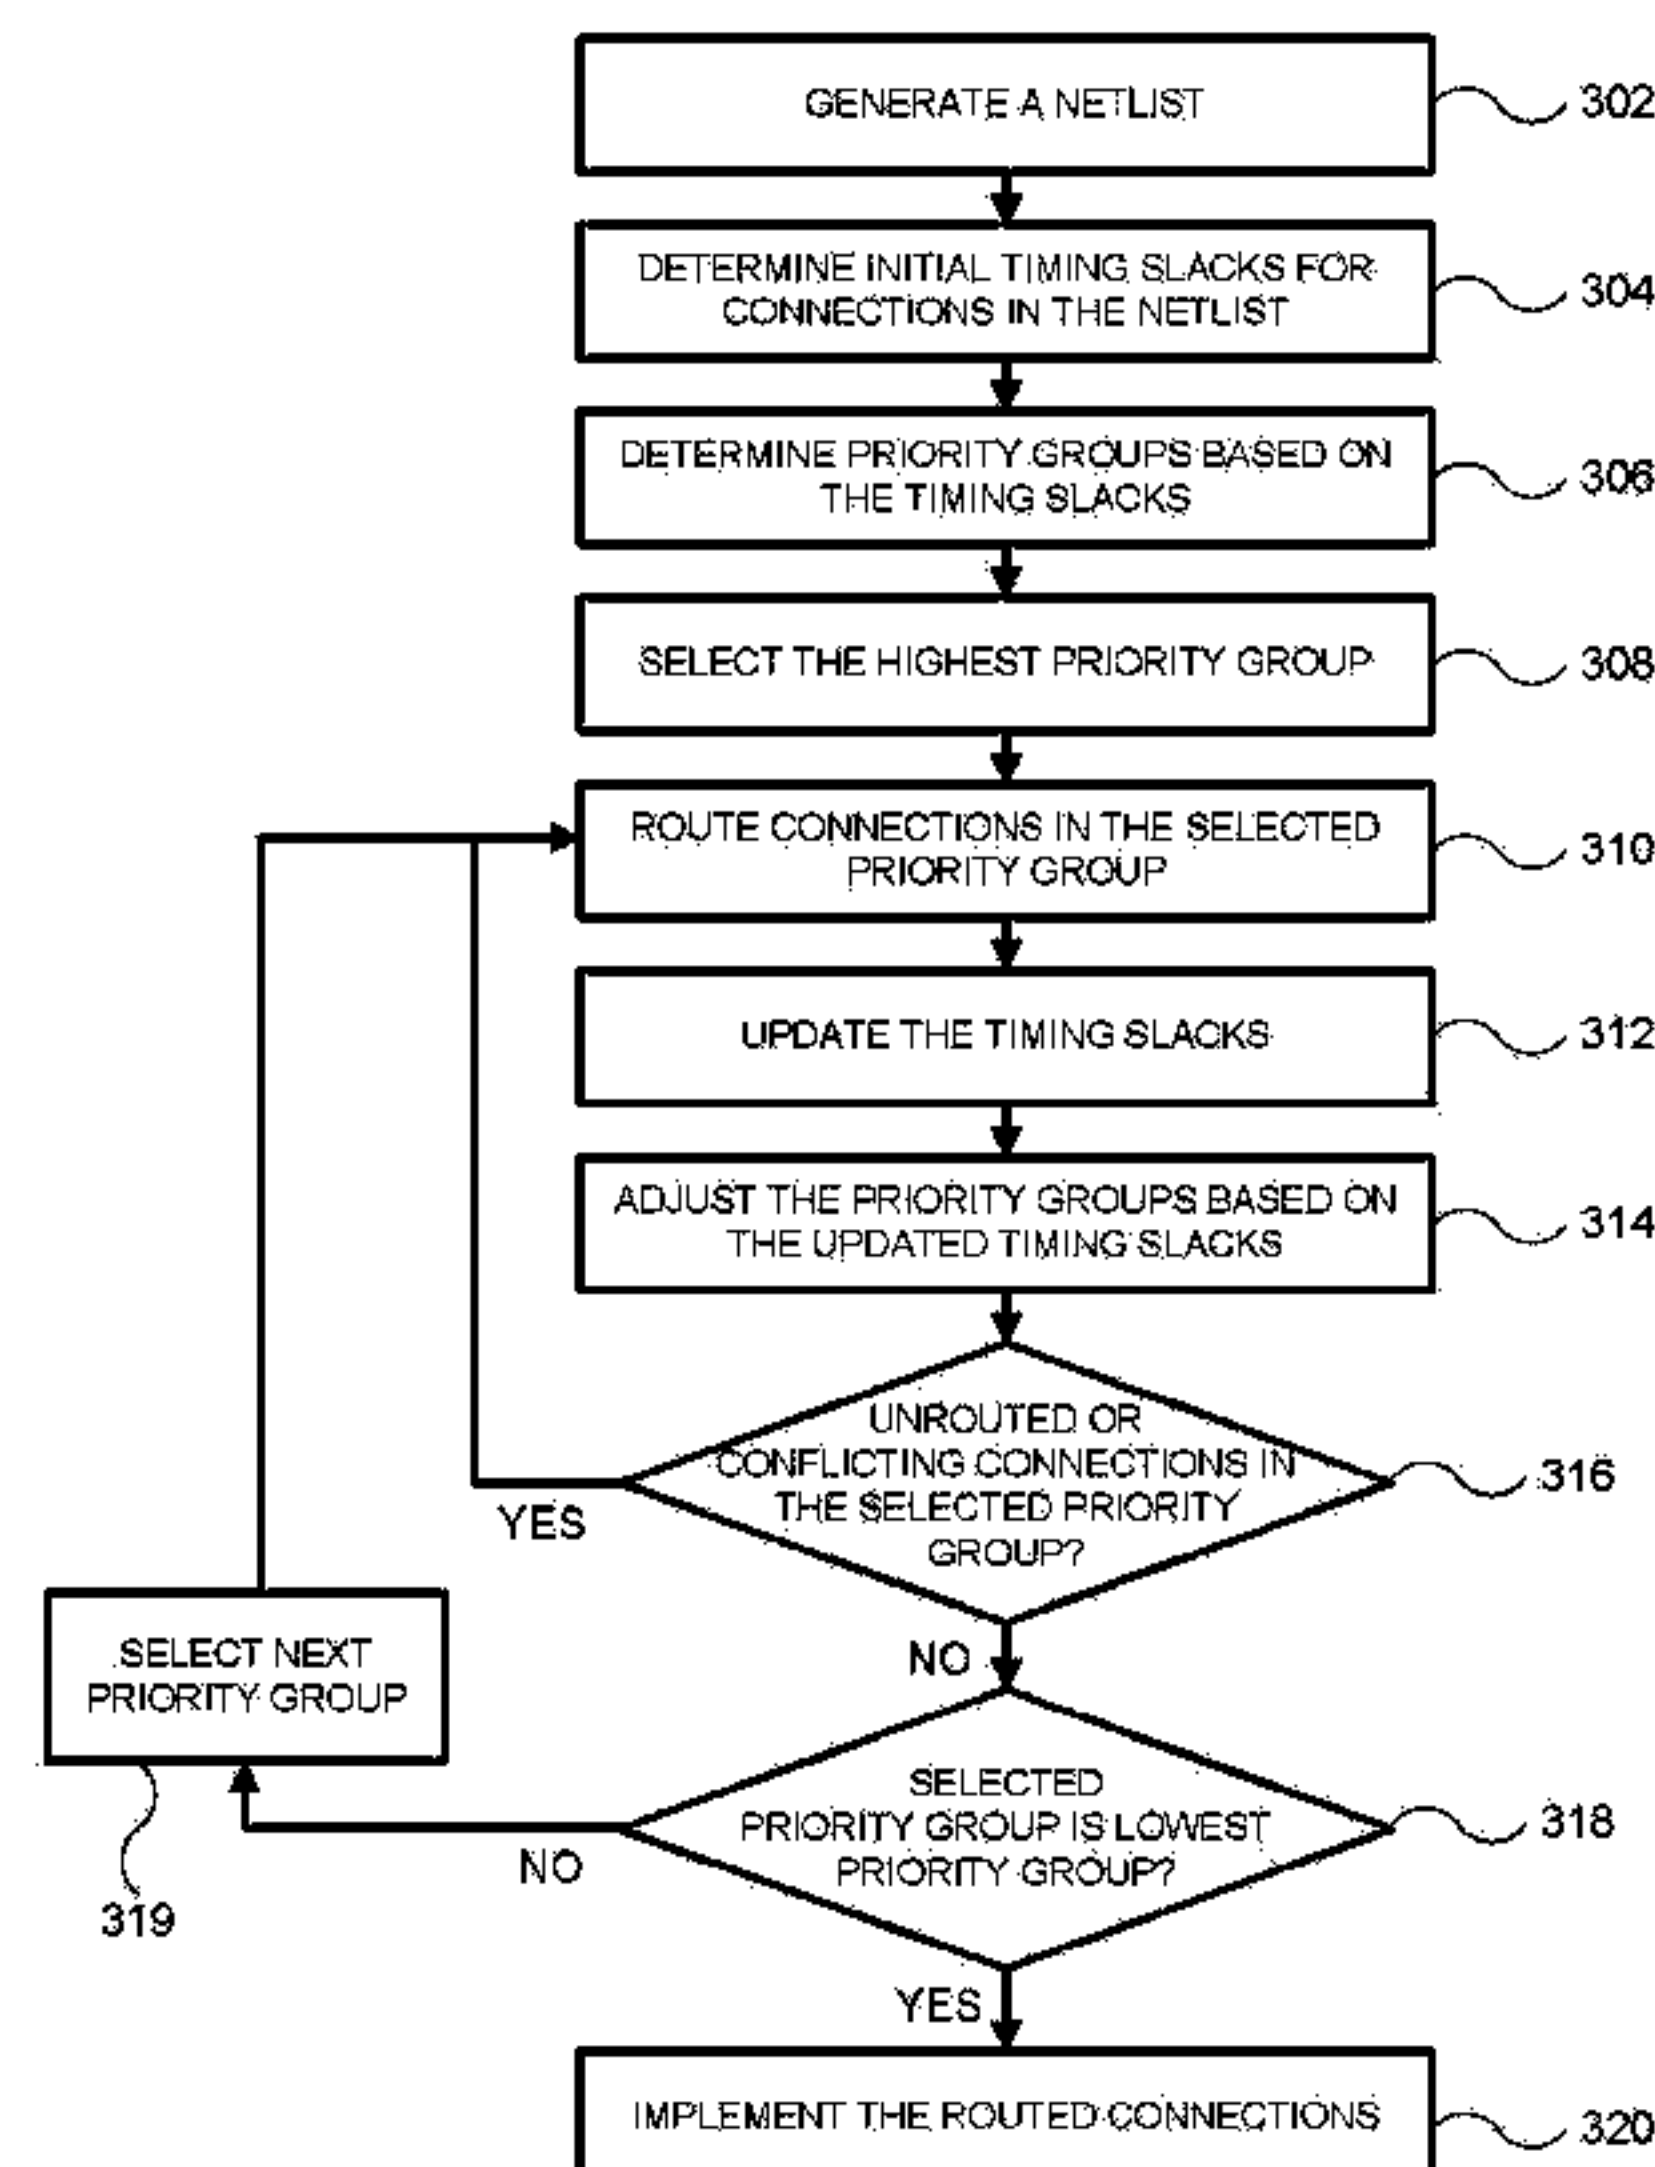 GENERATE A NETLIST
302
DETERMINE INITIAL TIMING SLACKS FOR
CONNECTIONS IN THE NETLIST
304
DETERMINE PRIORITY GROUPS BASED ON
THE TIMING SLACKS
306
SELECT THE HIGHEST PRIORITY GROUP
308
ROUTE CONNECTIONS IN THE SELECTED
PRIORITY GROUP
310
UPDATE THE TIMING SLACKS
312
ADJUST THE PRIORITY GROUPS BASED ON
THE UPDATED TIMING SLACKS
314
UNROUTED OR
CONFLICTING CONNECTIONS IN
THE SELECTED PRIORITY
GROUP?
316
YES
NO
SELECT NEXT
PRIORITY GROUP
319
SELECTED
PRIORITY GROUP IS LOWEST
PRIORITY GROUP?
318
NO
YES
IMPLEMENT THE ROUTED CONNECTIONS
320